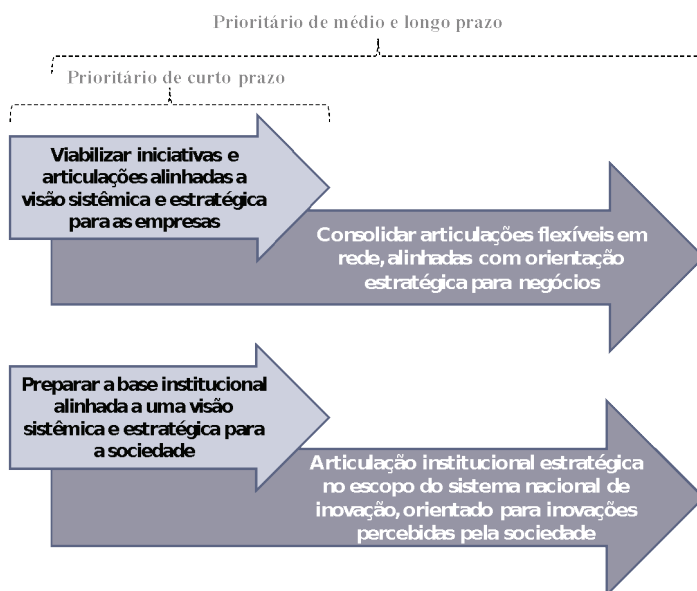 Prioritário de médio e longo prazo
Prioritário de curto prazo
Viabilizar iniciativas e
articulações alinhadas a
visão sistêmica e estratégica
para as empresas
Consolidar articulações flexíveis em
rede, alinhadas com orientação
estratégica para negócios
Preparar a base institucional
alinhada a uma visão
sistêmica e estratégica para
a sociedade
Articulação institucional estratégica
no escopo do sistema nacional de
inovação, orientado para inovações
percebidas pela sociedade